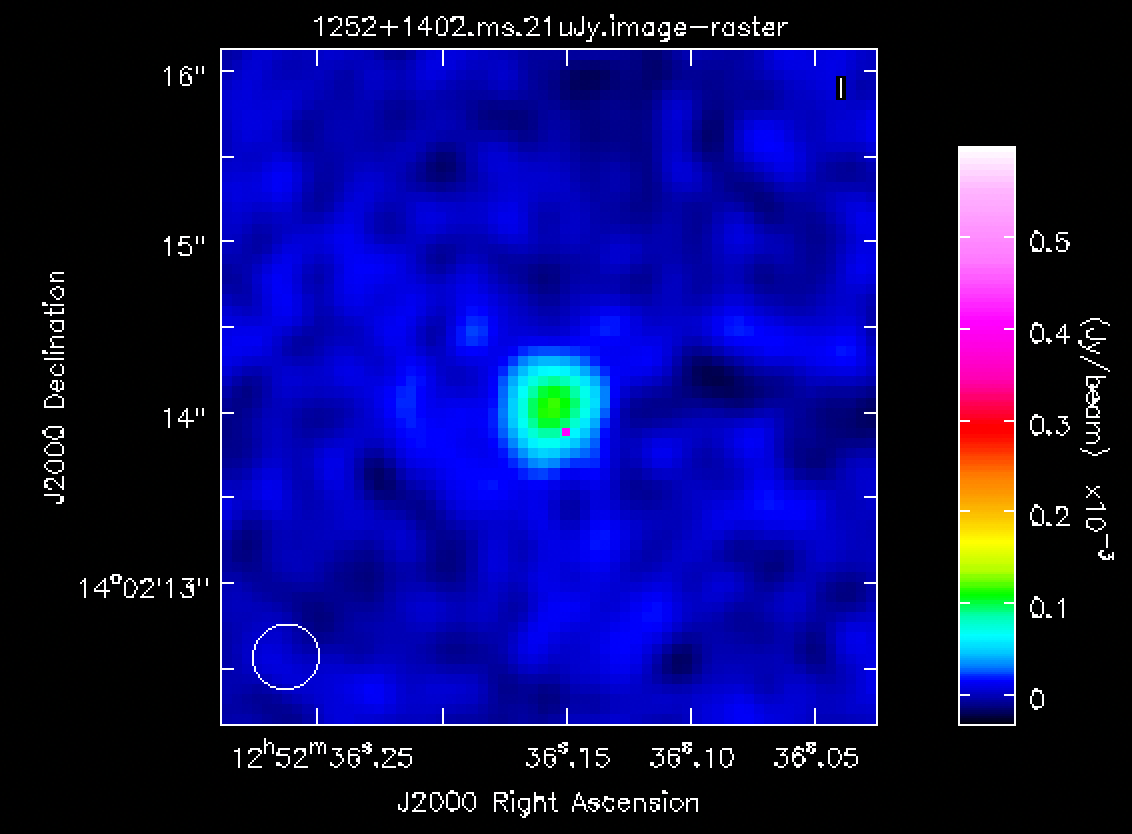 1252+1402.ms.21uJy.image-raster
I
16"
15"
14"
14°02'13"
J2000 Declination
12ʰ52ᵐ36ˢ.25
36ˢ.15
36ˢ.10
36ˢ.05
J2000 Right Ascension
0.5
0.4
0.3
0.2
0.1
0
(Jy/beam) x10⁻³